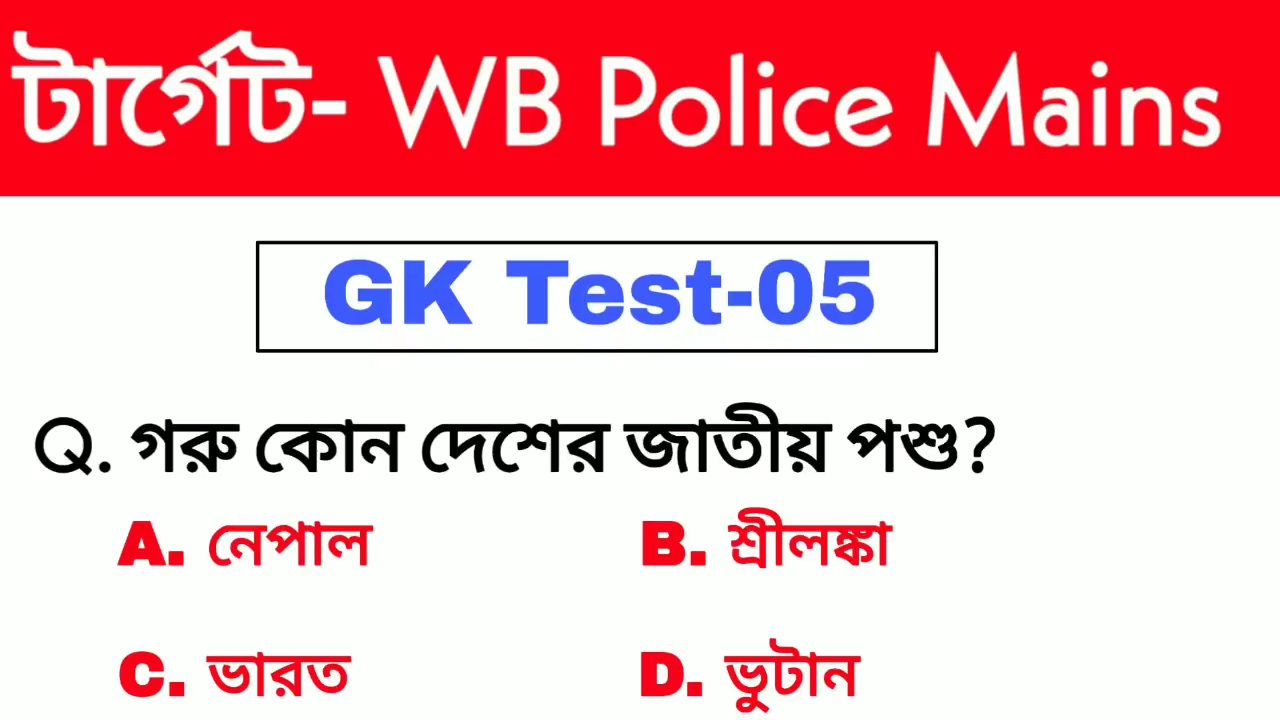 টার্গেট- WB Police Mains
GK Test-05
Q. গরু কোন দেশের জাতীয় পশু?
A. নেপাল B. শ্রীলঙ্কা
C. ভারত D. ভুটান